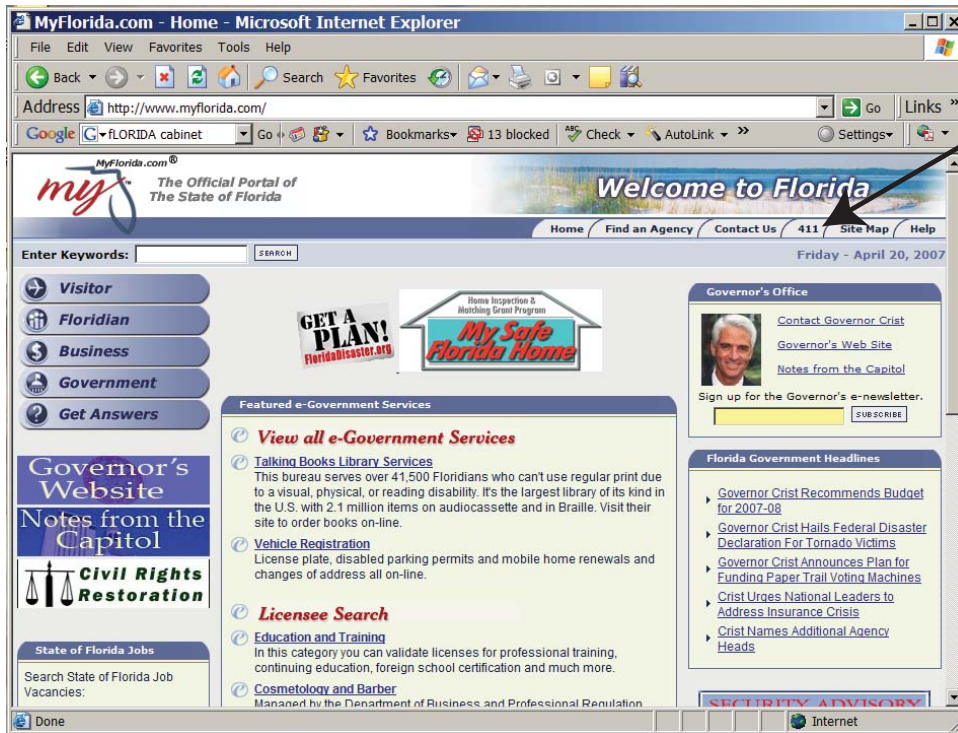 MyFlorida.com - Home - Microsoft Internet Explorer
File Edit View Favorites Tools Help
Back Search Favorites
Address http://www.myflorida.com/ Go Links »
Google G fLORIDA cabinet Go Bookmarks 13 blocked Check AutoLink » Settings
MyFlorida.com®
my
The Official Portal of
The State of Florida
Welcome to Florida
Home Find an Agency Contact Us 411 Site Map Help
Enter Keywords: SEARCH Friday - April 20, 2007
Visitor
Floridian
Business
Government
Get Answers
Governor's
Website
Notes from the
Capitol
Civil Rights
Restoration
State of Florida Jobs
Search State of Florida Job
Vacancies:
GET A
PLAN!
FloridaDisaster.org
Home Inspection &
Matching Grant Program
My Safe
Florida Home
Featured e-Government Services
View all e-Government Services
Talking Books Library Services
This bureau serves over 41,500 Floridians who can't use regular print due
to a visual, physical, or reading disability. It's the largest library of its kind in
the U.S. with 2.1 million items on audiocassette and in Braille. Visit their
site to order books on-line.
Vehicle Registration
License plate, disabled parking permits and mobile home renewals and
changes of address all on-line.
Licensee Search
Education and Training
In this category you can validate licenses for professional training,
continuing education, foreign school certification and much more.
Cosmetology and Barber
Managed by the Department of Business and Professional Regulation
Governor's Office
Contact Governor Crist
Governor's Web Site
Notes from the Capitol
Sign up for the Governor's e-newsletter.
SUBSCRIBE
Florida Government Headlines
Governor Crist Recommends Budget
for 2007-08
Governor Crist Hails Federal Disaster
Declaration For Tornado Victims
Governor Crist Announces Plan for
Funding Paper Trail Voting Machines
Crist Urges National Leaders to
Address Insurance Crisis
Crist Names Additional Agency
Heads
SECURITY ADVISORY
Done Internet